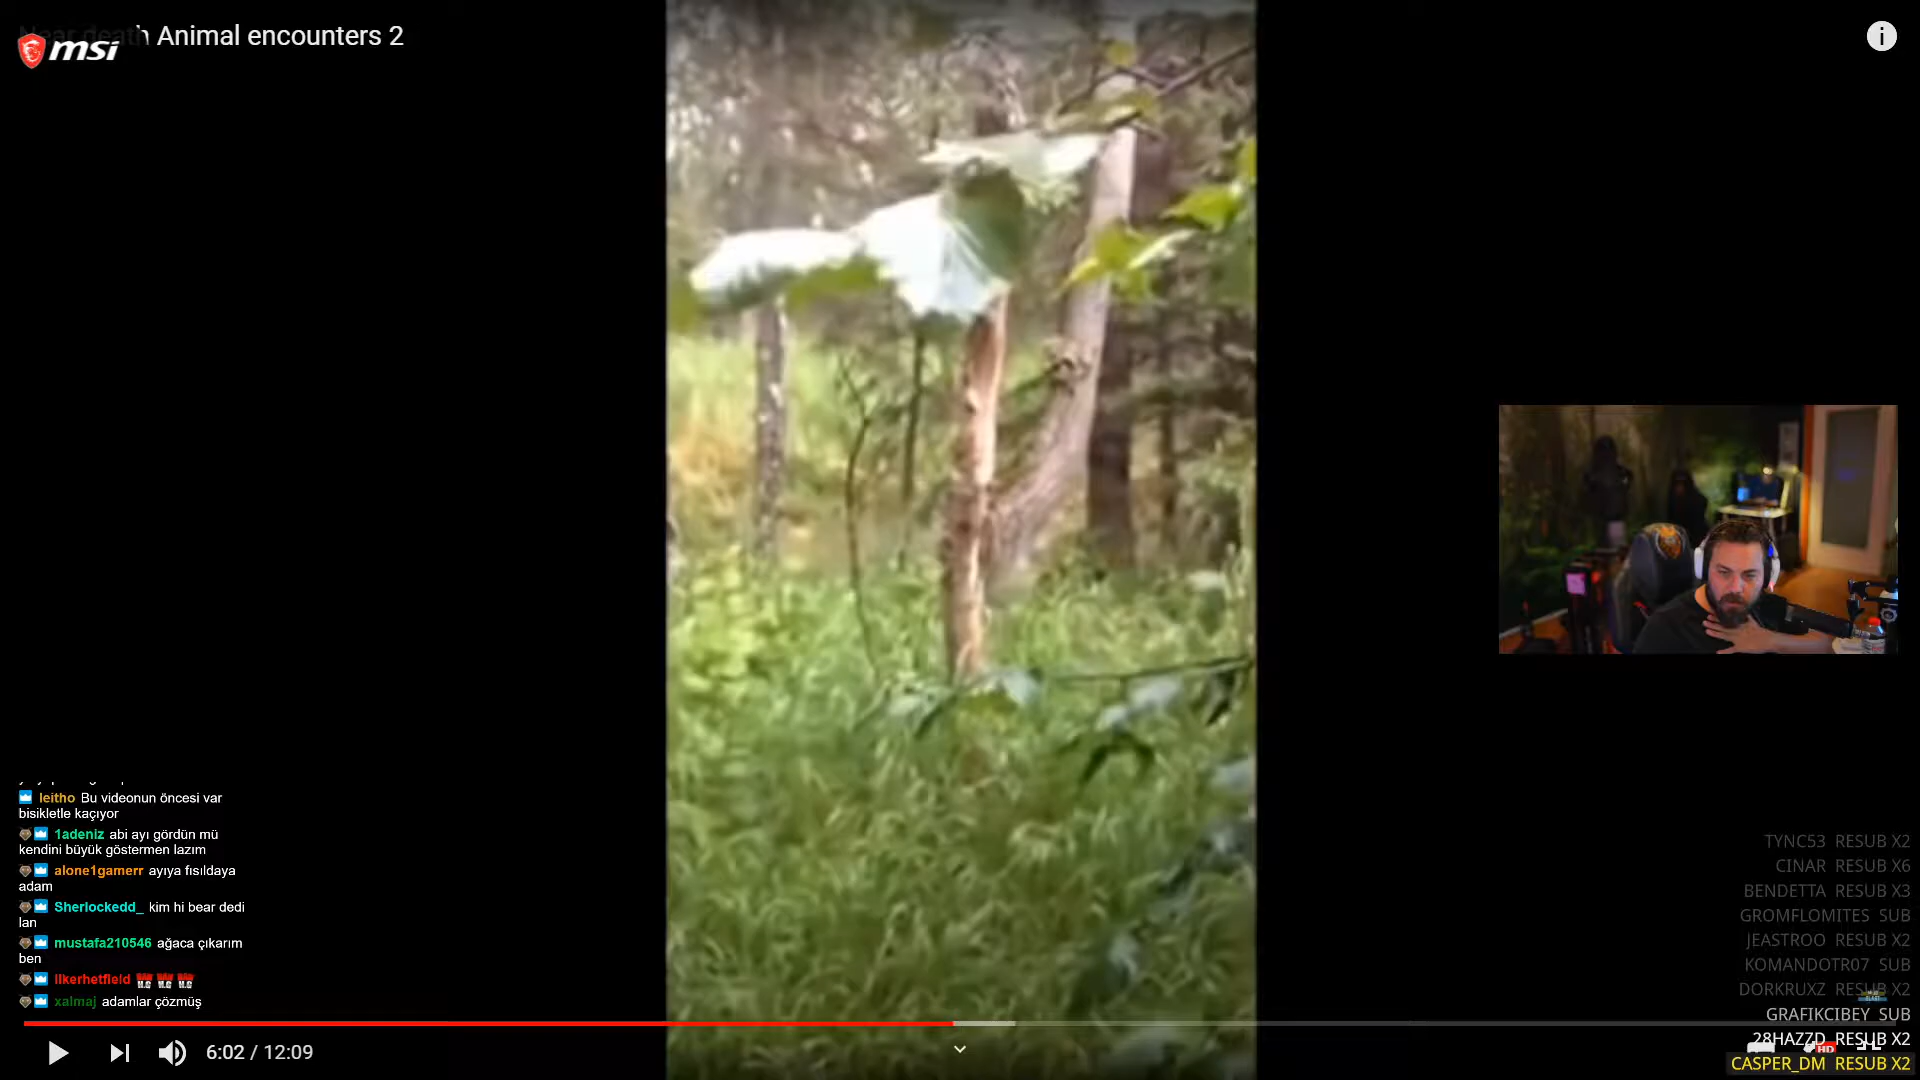 Near death Animal encounters 2
msi
leitho Bu videonun öncesi var
bisikletle kaçıyor
1adeniz abi ayı gördün mü
kendini büyük göstermen lazım
alone1gamerr ayıya fısıldaya
adam
Sherlockedd_ kim hi bear dedi
lan
mustafa210546 ağaca çıkarım
ben
ilkerhetfield
xalmaj adamlar çözmüş
6:02 / 12:09
TYNC53 RESUB X2
CINAR RESUB X6
BENDETTA RESUB X3
GROMFLOMITES SUB
JEASTROO RESUB X2
KOMANDOTR07 SUB
DORKRUXZ RESUB X2
GRAFIKCIBEY SUB
28HAZZD RESUB X2
HD
CASPER_DM RESUB X2